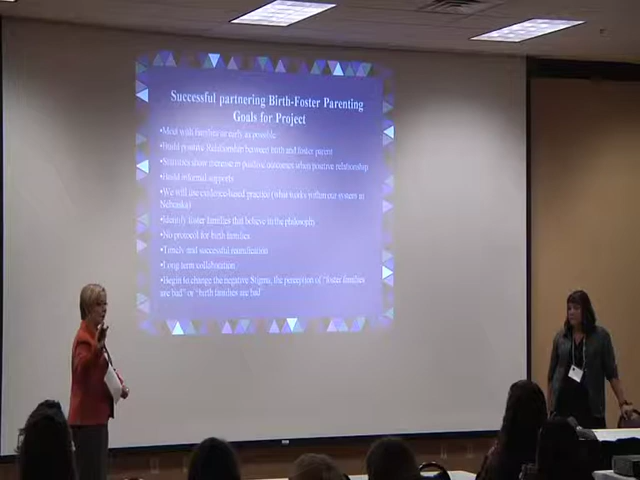 Successful partnering Birth-Foster Parenting
Goals for Project
•Meet with families as early as possible
•Build positive Relationship between birth and foster parent
•Statistics show increase in positive outcomes when positive relationship
•Build informal supports
•We will use evidence-based practice (what works within our system in
Nebraska)
•Identify foster families that believe in the philosophy
•No protocol for birth families
•Timely and successful reunification
•Long term collaboration
•Begin to change the negative Stigma, the perception of "foster families
are bad" or "birth families are bad"